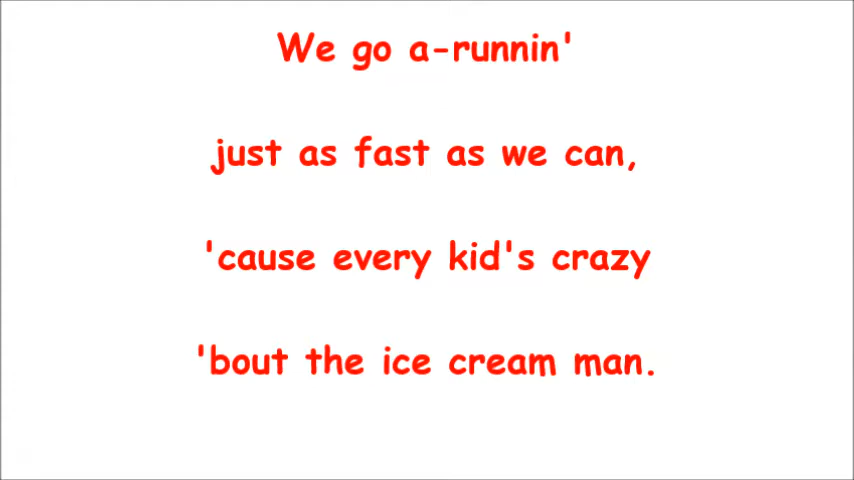 We go a-runnin'
just as fast as we can,
'cause every kid's crazy
'bout the ice cream man.